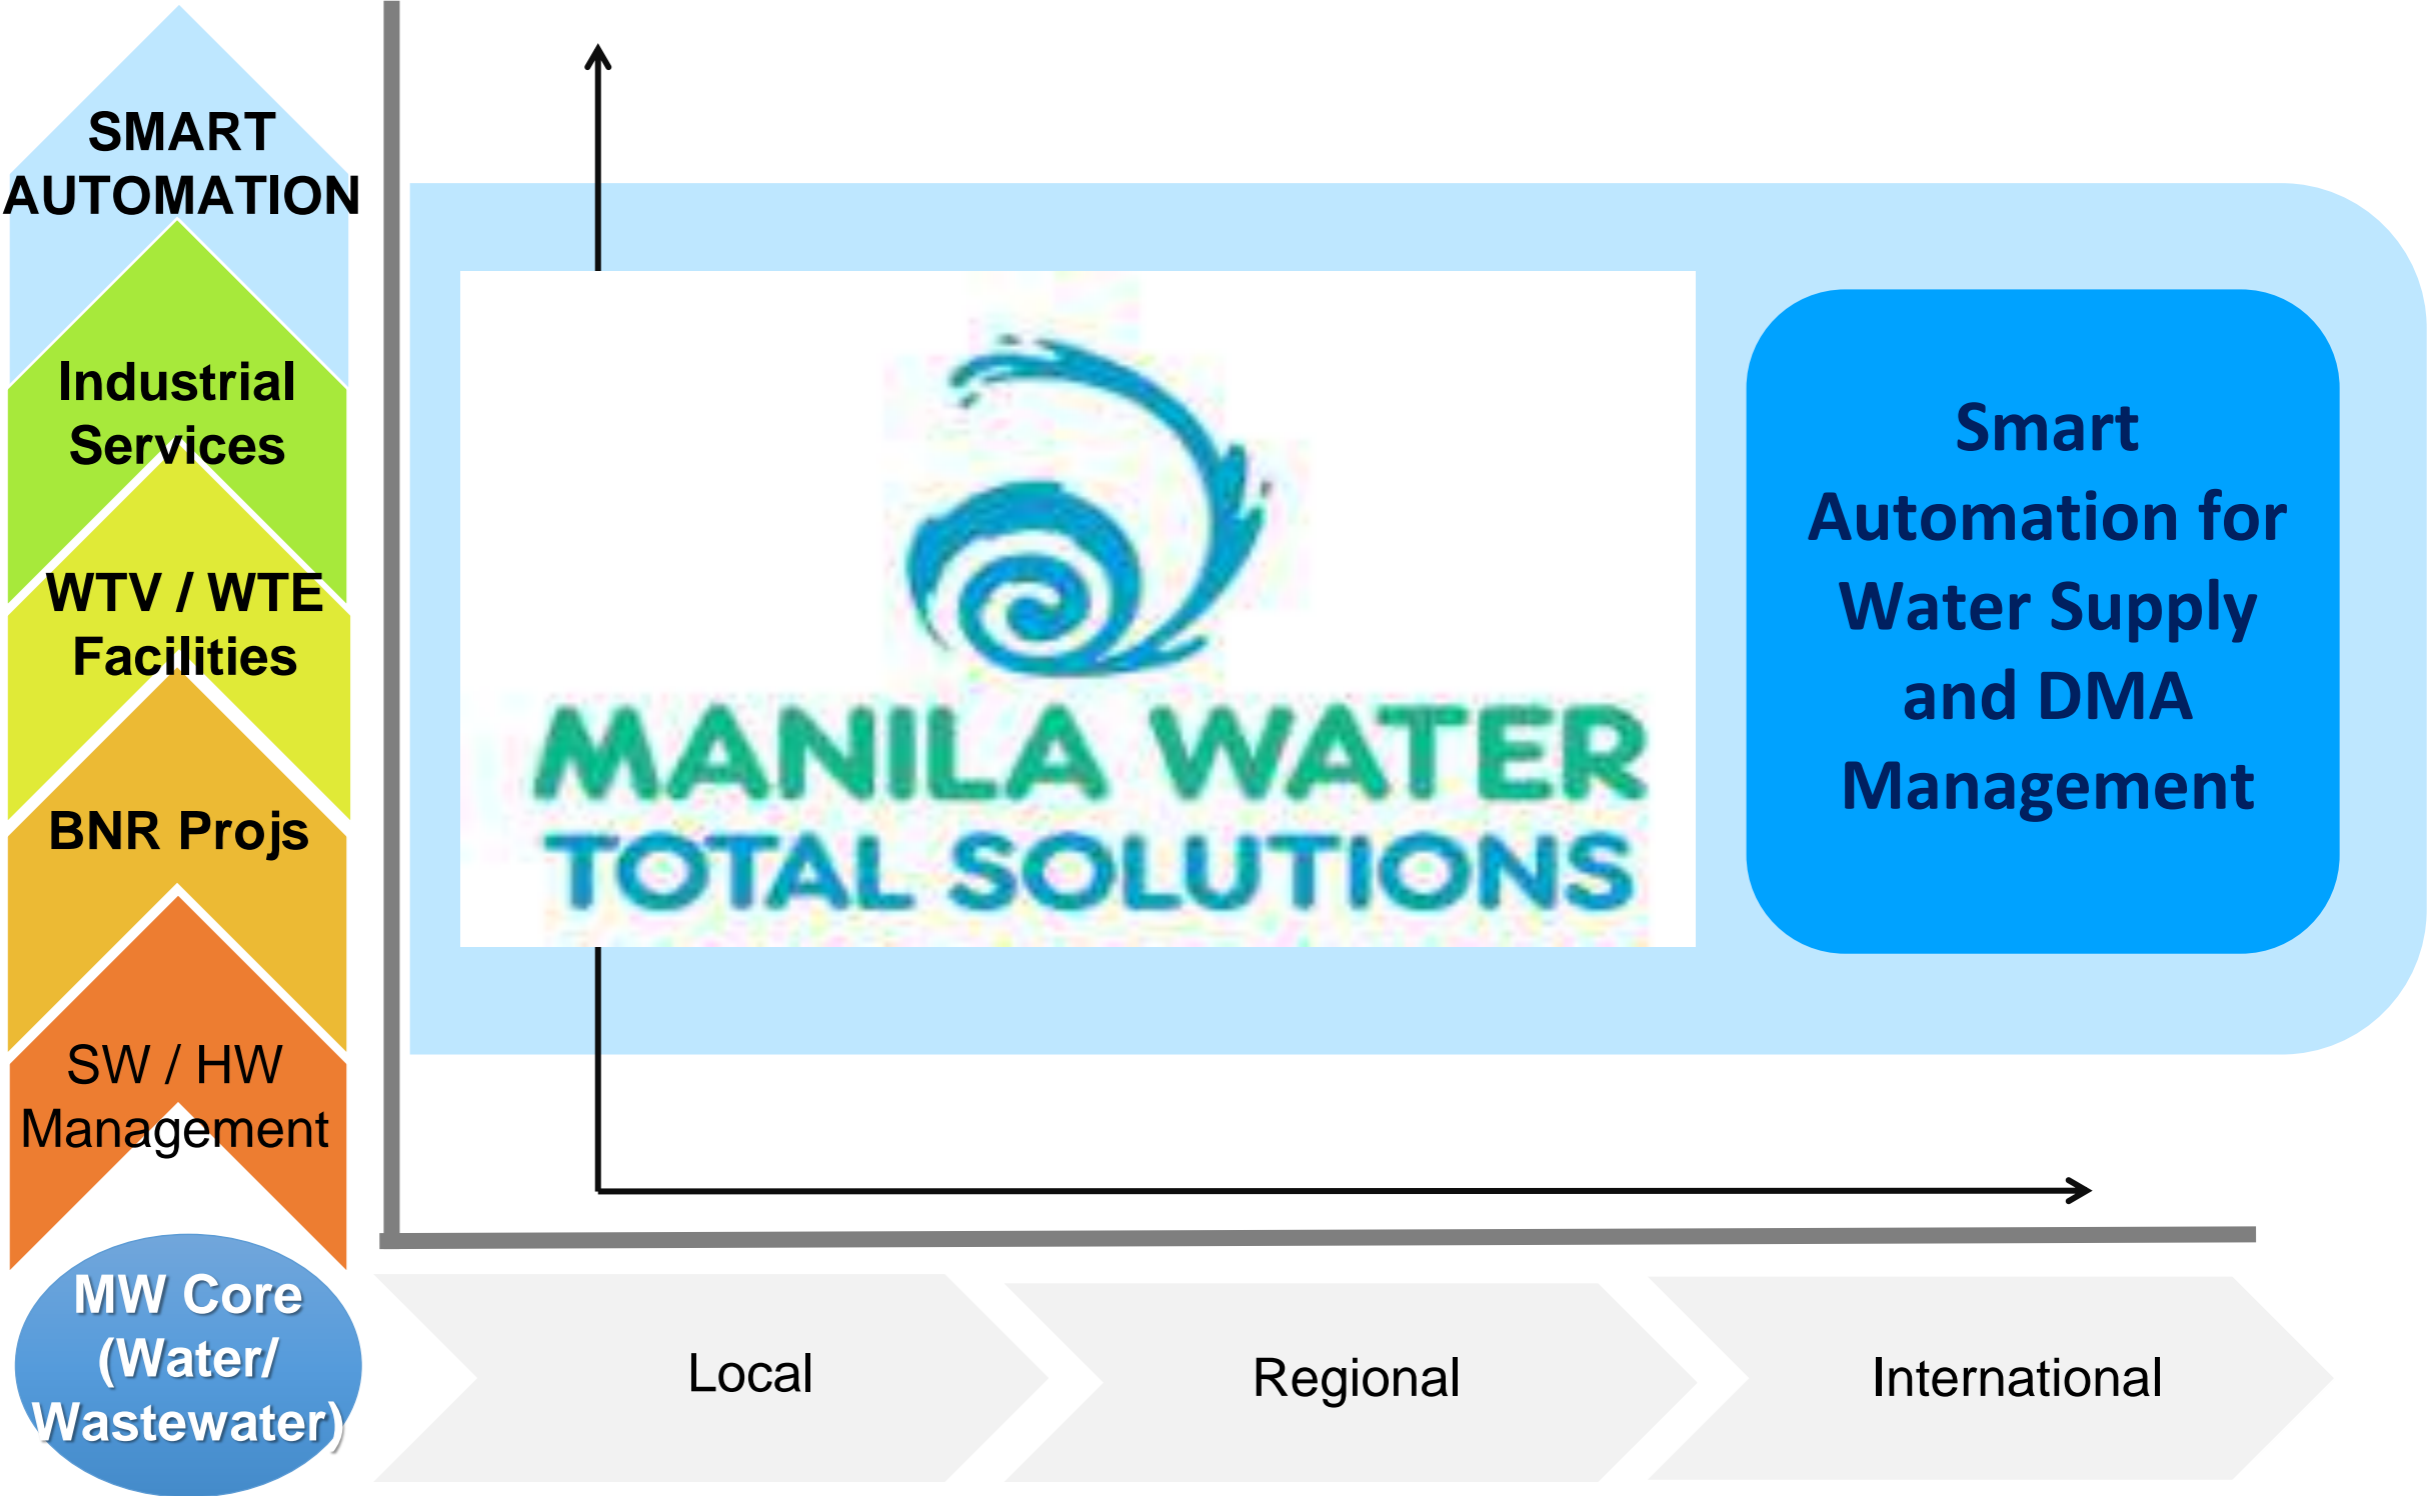 SMART
AUTOMATION
Industrial
Services
WTV / WTE
Facilities
BNR Projs
SW / HW
Management
MW Core
(Water/
Wastewater)
MANILA WATER
TOTAL SOLUTIONS
Smart
Automation for
Water Supply
and DMA
Management
Local
Regional
International